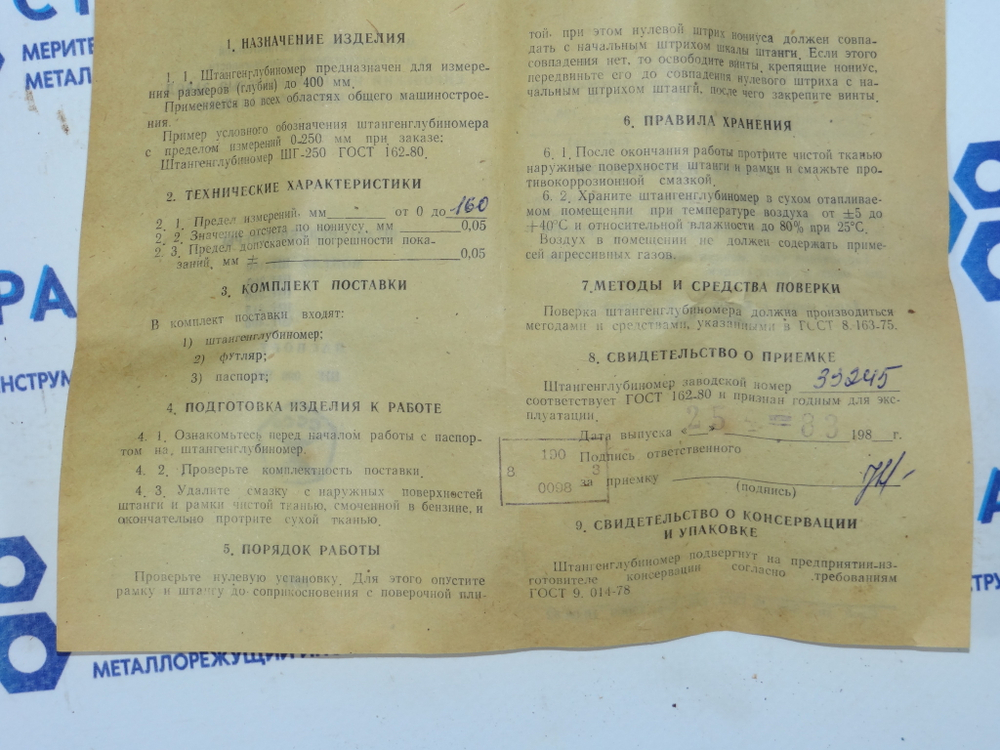 МЕРИТЕ
МЕТАЛ
РА
НСТРУМ
1. НАЗНАЧЕНИЕ ИЗДЕЛИЯ
1. 1. Штангенглубиномер предназначен для измере-
ния размеров (глубин) до 400 мм.
Применяется во всех областях общего машинострое-
ния.
Пример условного обозначения штангенглубиномера
с пределом измерений 0-250 мм при заказе:
Штангенглубиномер ШГ-250 ГОСТ 162-80.
2. ТЕХНИЧЕСКИЕ ХАРАКТЕРИСТИКИ
2. 1. Предел измерений, мм______ от 0 до 160
2. 2. Значение отсчета по нониусу, мм ______0,05
2. 3. Предел допускаемой погрешности пока-
заний, мм ± ______0,05
3. КОМПЛЕКТ ПОСТАВКИ
В комплект поставки входят:
1) штангенглубиномер;
2) футляр;
3) паспорт;
4. ПОДГОТОВКА ИЗДЕЛИЯ К РАБОТЕ
4. 1. Ознакомьтесь перед началом работы с паспор-
том на штангенглубиномер.
4. 2. Проверьте комплектность поставки.
4. 3. Удалите смазку с наружных поверхностей
штанги и рамки чистой тканью, смоченной в бензине, и
окончательно протрите сухой тканью.
5. ПОРЯДОК РАБОТЫ
Проверьте нулевую установку. Для этого опустите
рамку и штангу до соприкосновения с поверочной пли-
той, при этом нулевой штрих нониуса должен совпа-
дать с начальным штрихом шкалы штанги. Если этого
совпадения нет, то освободите винты, крепящие нониус,
передвиньте его до совпадения нулевого штриха с на-
чальным штрихом штанги, после чего закрепите винты.
6. ПРАВИЛА ХРАНЕНИЯ
6. 1. После окончания работы протрите чистой тканью
наружные поверхности штанги и рамки и смажьте про-
тивокоррозионной смазкой.
6. 2. Храните штангенглубиномер в сухом отапливае-
мом помещении при температуре воздуха от ±5 до
+40°С и относительной влажности до 80% при 25°С.
Воздух в помещении не должен содержать приме-
сей агрессивных газов.
7. МЕТОДЫ И СРЕДСТВА ПОВЕРКИ
Поверка штангенглубиномера должна производиться
методами и средствами, указанными в ГОСТ 8.163-75.
8. СВИДЕТЕЛЬСТВО О ПРИЕМКЕ
Штангенглубиномер заводской номер 33245
соответствует ГОСТ 162-80 и признан годным для экс-
плуатации.
Дата выпуска «______ 198__г.
190
8 3
0098
Подпись ответственного
за приемку ______
(подпись)
9. СВИДЕТЕЛЬСТВО О КОНСЕРВАЦИИ
И УПАКОВКЕ
Штангенглубиномер подвергнут на предприятии-из-
готовителе консервации согласно требованиям
ГОСТ 9. 014-78
МЕТАЛЛОРЕЖУЩИЙ